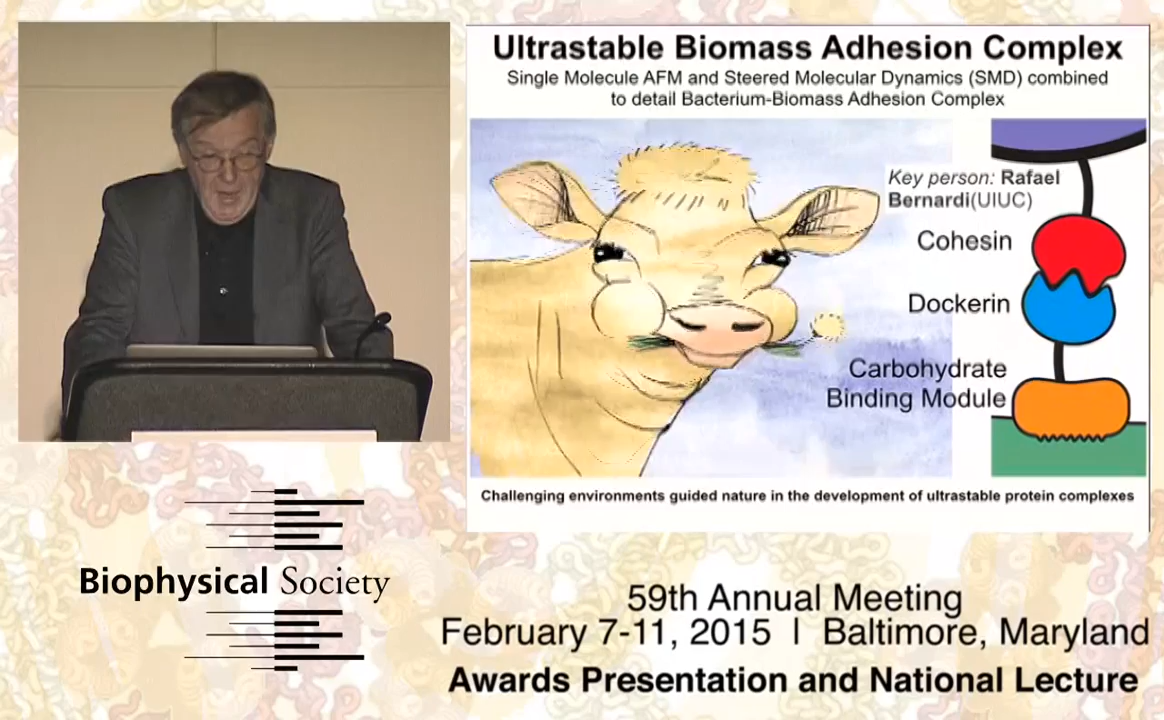 Ultrastable Biomass Adhesion Complex
Single Molecule AFM and Steered Molecular Dynamics (SMD) combined
to detail Bacterium-Biomass Adhesion Complex
Key person: Rafael
Bernardi(UIUC)
Cohesin
Dockerin
Carbohydrate
Binding Module
Challenging environments guided nature in the development of ultrastable protein complexes
Biophysical Society
59th Annual Meeting
February 7-11, 2015 | Baltimore, Maryland
Awards Presentation and National Lecture